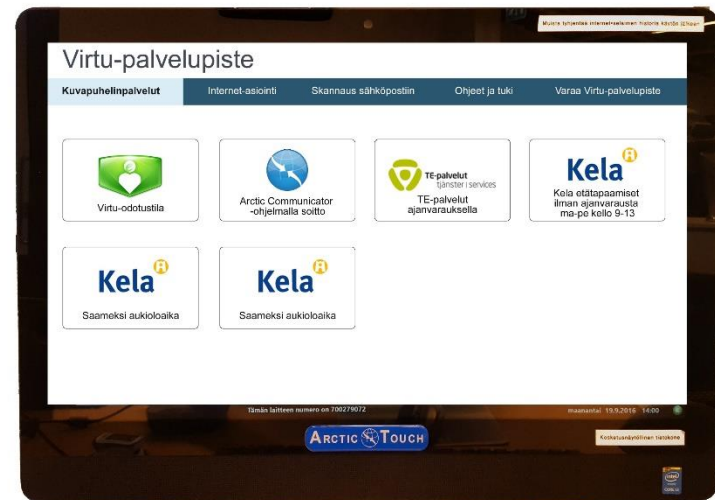 Muista tyhjentää internet-selaimen historia käytön jälkeen
Virtu-palvelupiste
Kuvapuhelinpalvelut
Internet-asiointi
Skannaus sähköpostiin
Ohjeet ja tuki
Varaa Virtu-palvelupiste
Virtu-odotustila
Arctic Communicator
-ohjelmalla soitto
TE-palvelut
tjänster | services
TE-palvelut
ajanvarauksella
Kela
Kela etätapaamiset
ilman ajanvarausta
ma-pe kello 9-13
Kela
Saameksi aukioloaika
Kela
Saameksi aukioloaika
Tämän laitteen numero on 700279072
maanantai 19.9.2016 14:00
ARCTIC TOUCH
Kosketusnäytöllinen tietokone
intel